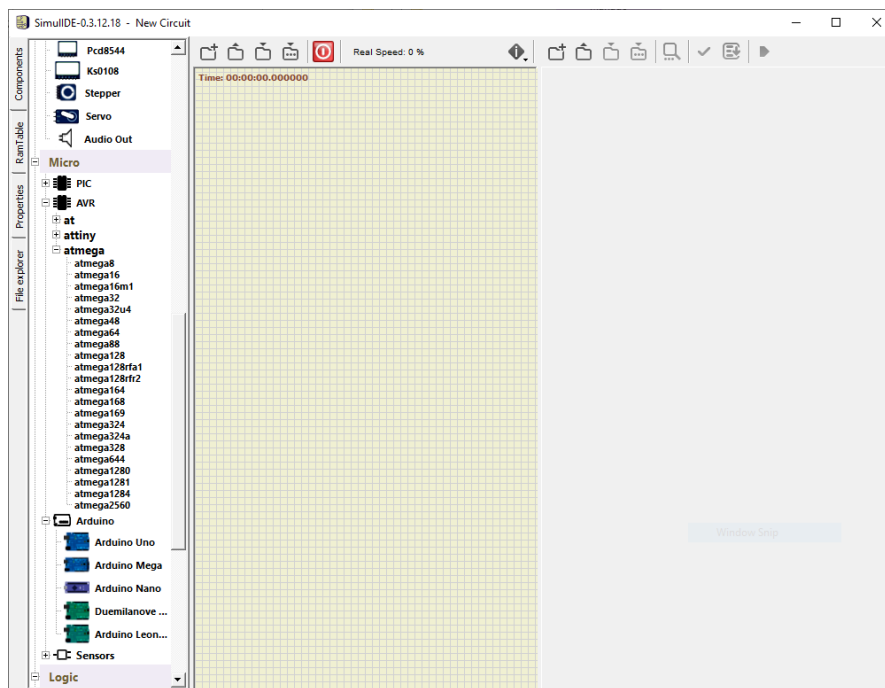 SimulIDE-0.3.12.18 - New Circuit
Components
RamTable
Properties
File explorer
Pcd8544
Ks0108
Stepper
Servo
Audio Out
Micro
PIC
AVR
at
attiny
atmega
atmega8
atmega16
atmega16m1
atmega32
atmega32u4
atmega48
atmega64
atmega88
atmega128
atmega128rfa1
atmega128rfr2
atmega164
atmega168
atmega169
atmega324
atmega324a
atmega328
atmega644
atmega1280
atmega1281
atmega1284
atmega2560
Arduino
Arduino Uno
Arduino Mega
Arduino Nano
Duemilanove ...
Arduino Leon...
Sensors
Logic
Real Speed: 0 %
Time: 00:00:00.000000
Window Snip